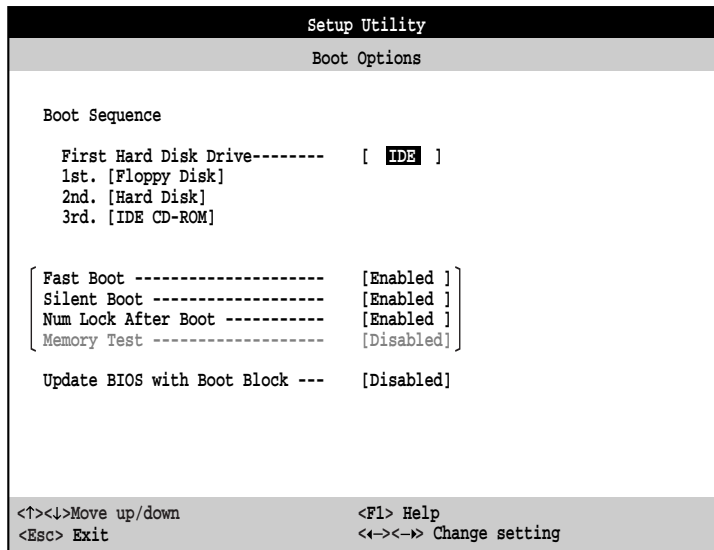 Setup Utility
Boot Options
Boot Sequence
First Hard Disk Drive-------- [ IDE ]
1st. [Floppy Disk]
2nd. [Hard Disk]
3rd. [IDE CD-ROM]
Fast Boot --------------------- [Enabled ]
Silent Boot ------------------- [Enabled ]
Num Lock After Boot ----------- [Enabled ]
Memory Test ------------------- [Disabled]
Update BIOS with Boot Block --- [Disabled]
<↑><↓>Move up/down <F1> Help
<Esc> Exit <←><→> Change setting